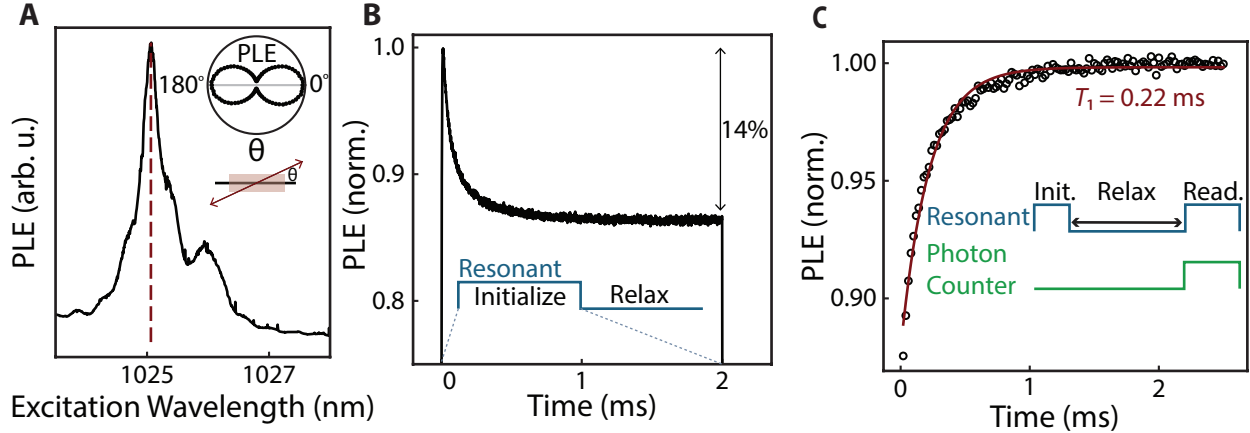 A
PLE (arb. u.)
PLE
180°
0°
θ
θ
1025
1027
Excitation Wavelength (nm)
B
PLE (norm.)
1.0
0.9
0.8
14%
Resonant
Initialize
Relax
0
1
2
Time (ms)
C
PLE (norm.)
1.00
0.95
0.90
T₁ = 0.22 ms
Init.
Relax
Read.
Resonant
Photon
Counter
0
1
2
Time (ms)